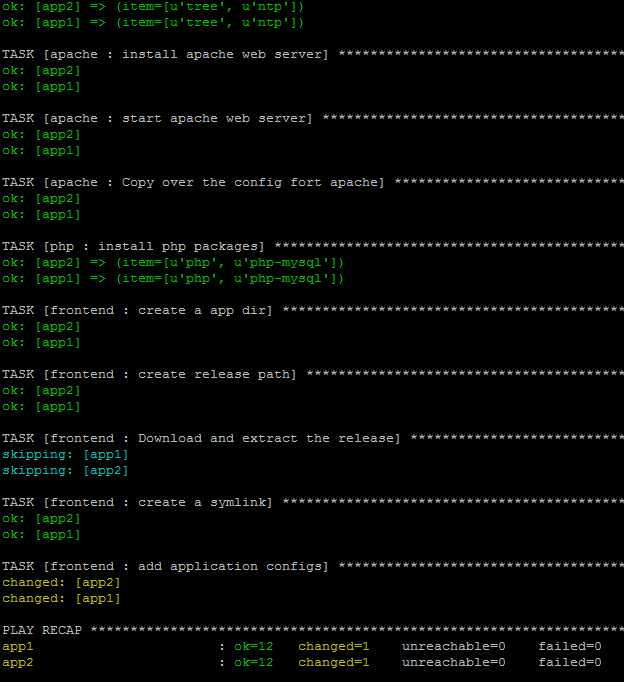 ok: [app2] => (item=[u'tree', u'ntp'])
ok: [app1] => (item=[u'tree', u'ntp'])
TASK [apache : install apache web server] ************************************
ok: [app2]
ok: [app1]
TASK [apache : start apache web server] **************************************
ok: [app2]
ok: [app1]
TASK [apache : Copy over the config fort apache] *****************************
ok: [app2]
ok: [app1]
TASK [php : install php packages] ********************************************
ok: [app2] => (item=[u'php', u'php-mysql'])
ok: [app1] => (item=[u'php', u'php-mysql'])
TASK [frontend : create a app dir] *******************************************
ok: [app2]
ok: [app1]
TASK [frontend : create release path] ****************************************
ok: [app2]
ok: [app1]
TASK [frontend : Download and extract the release] ***************************
skipping: [app1]
skipping: [app2]
TASK [frontend : create a symlink] *******************************************
ok: [app2]
ok: [app1]
TASK [frontend : add application configs] ************************************
changed: [app2]
changed: [app1]
PLAY RECAP *******************************************************************
app1                       : ok=12   changed=1    unreachable=0    failed=0
app2                       : ok=12   changed=1    unreachable=0    failed=0